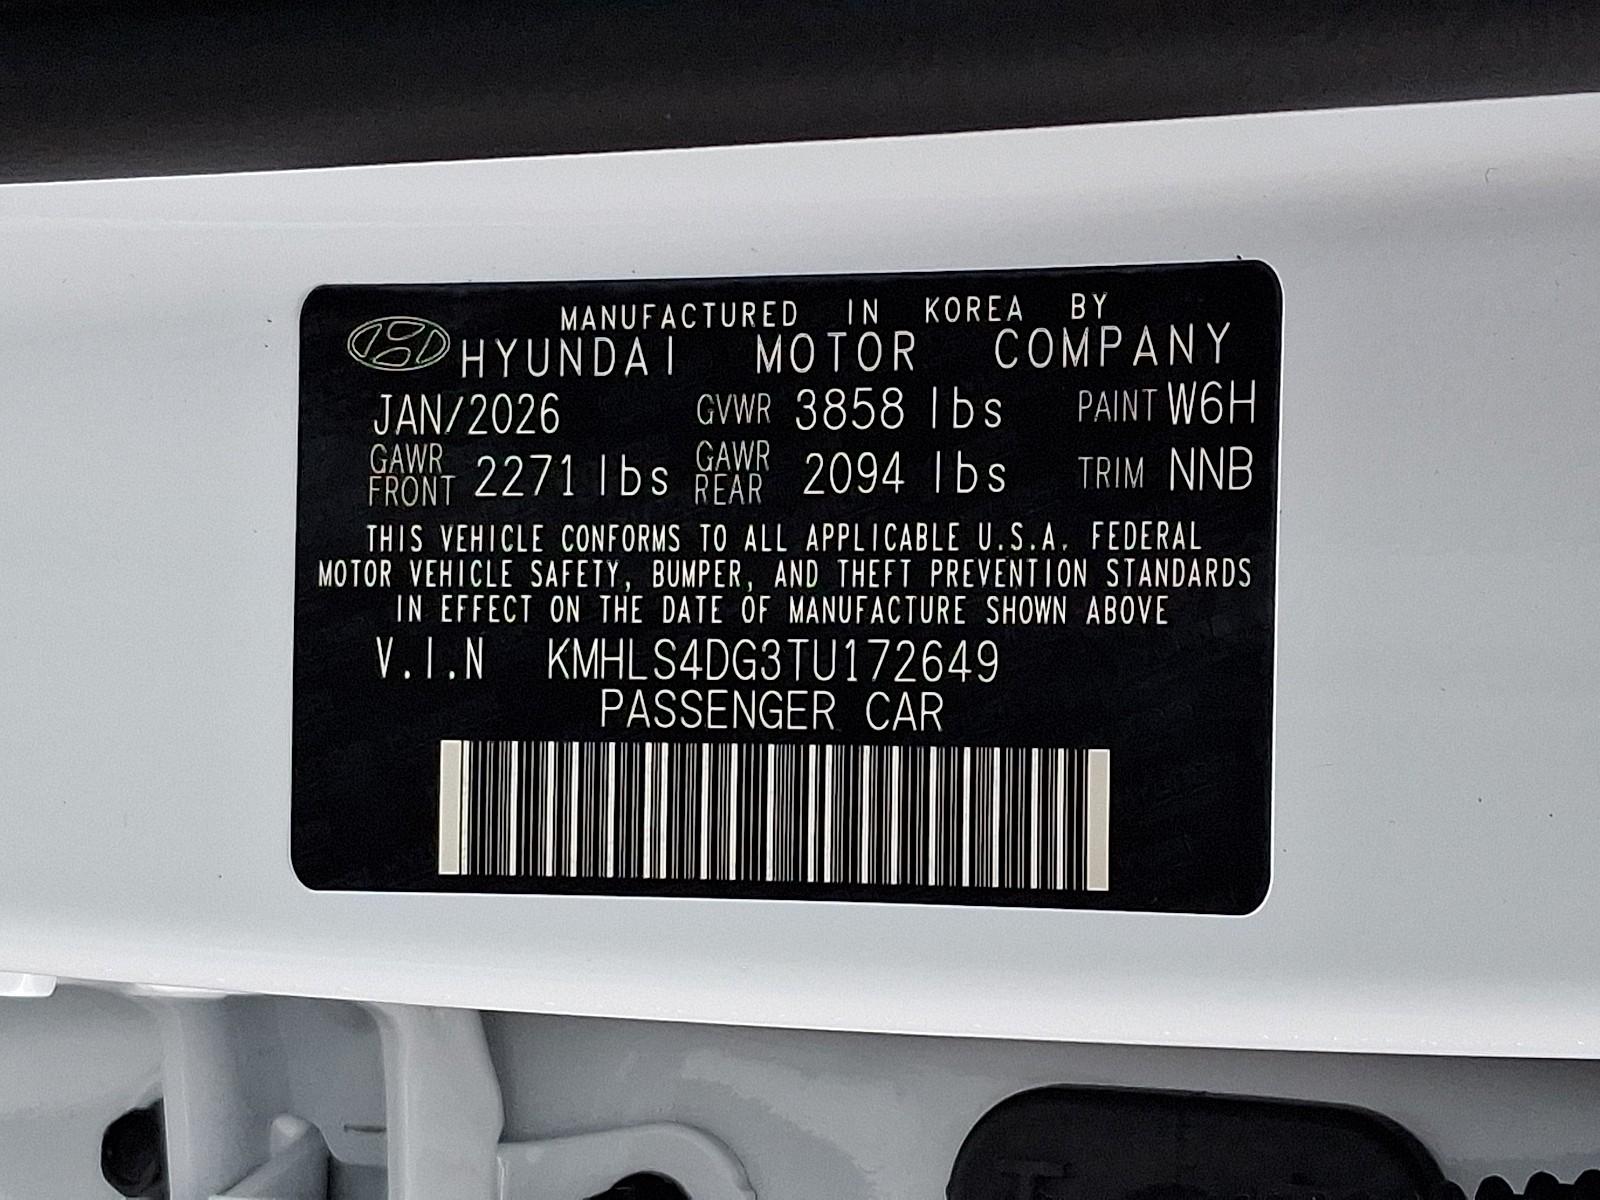 MANUFACTURED IN KOREA BY
HYUNDAI MOTOR COMPANY
JAN/2026 GVWR 3858 lbs PAINT W6H
GAWR FRONT 2271 lbs GAWR REAR 2094 lbs TRIM NNB
THIS VEHICLE CONFORMS TO ALL APPLICABLE U.S.A. FEDERAL
MOTOR VEHICLE SAFETY, BUMPER, AND THEFT PREVENTION STANDARDS
IN EFFECT ON THE DATE OF MANUFACTURE SHOWN ABOVE
V.I.N KMHLS4DG3TU172649
PASSENGER CAR